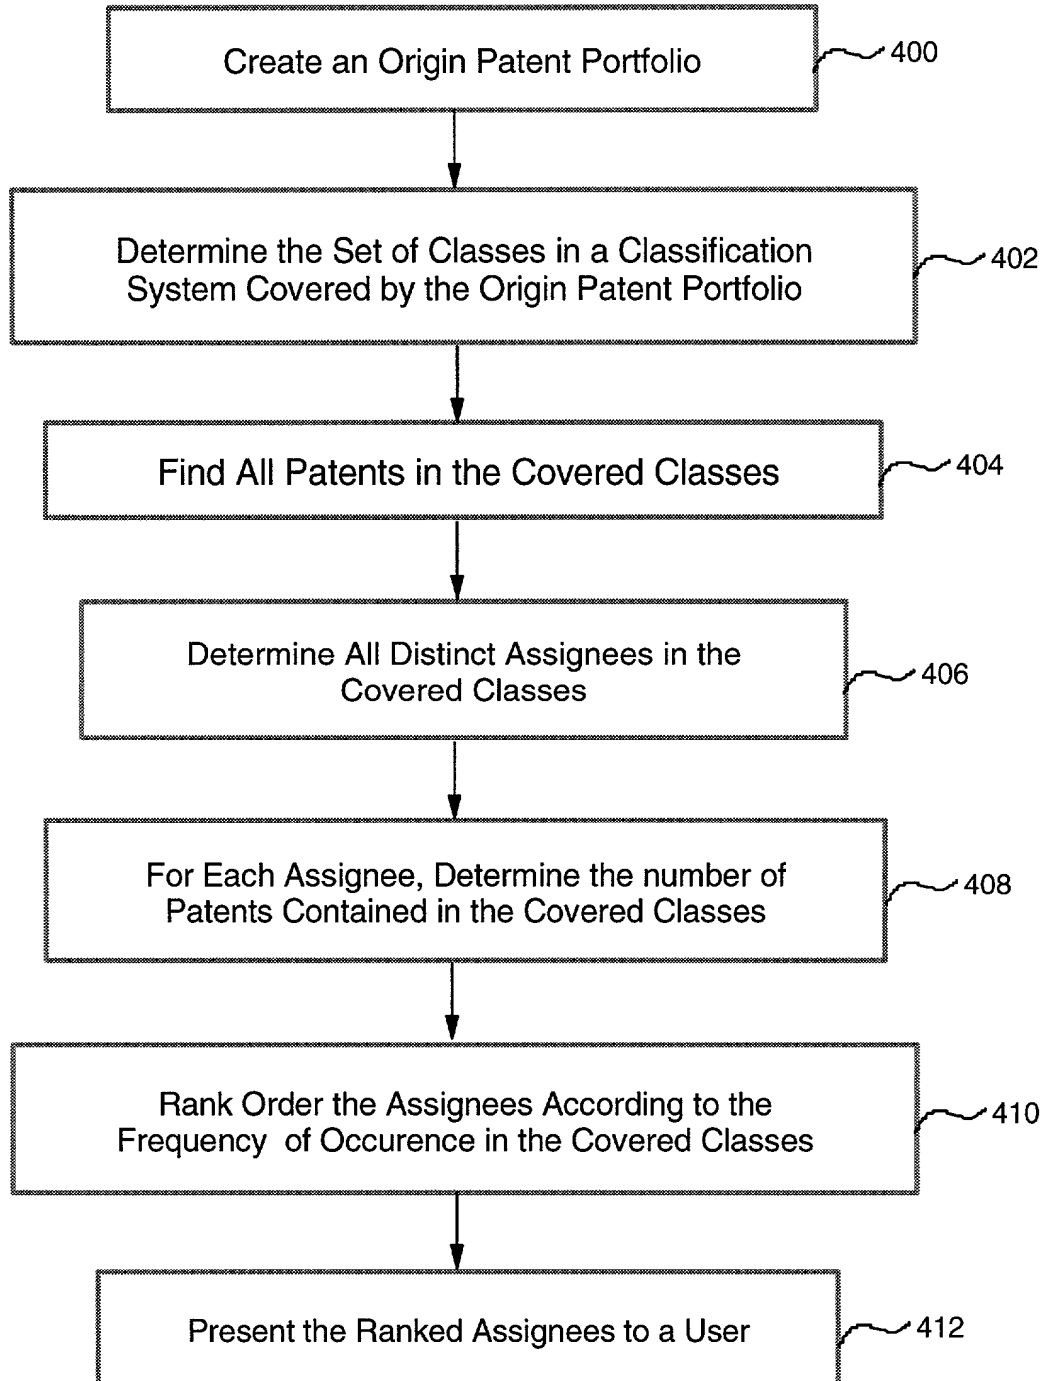 Create an Origin Patent Portfolio
400
Determine the Set of Classes in a Classification
System Covered by the Origin Patent Portfolio
402
Find All Patents in the Covered Classes
404
Determine All Distinct Assignees in the
Covered Classes
406
For Each Assignee, Determine the number of
Patents Contained in the Covered Classes
408
Rank Order the Assignees According to the
Frequency of Occurence in the Covered Classes
410
Present the Ranked Assignees to a User
412